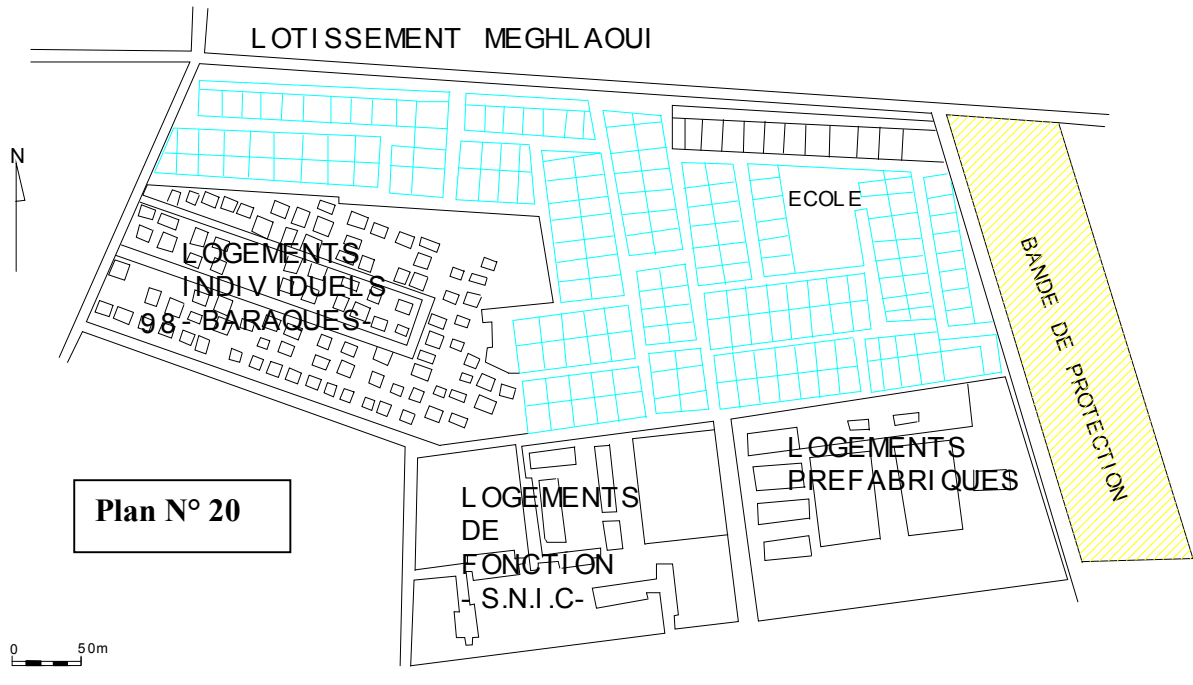 LOTISSEMENT MEGHLAOUI
N
ECOLE
LOGEMENTS
INDIVIDUELS
98 - BARAQUES-
BANDE DE PROTECTION
LOGEMENTS
PREFABRIQUES
Plan N° 20
LOGEMENTS
DE
FONCTION
- S.N.I.C-
0 50m